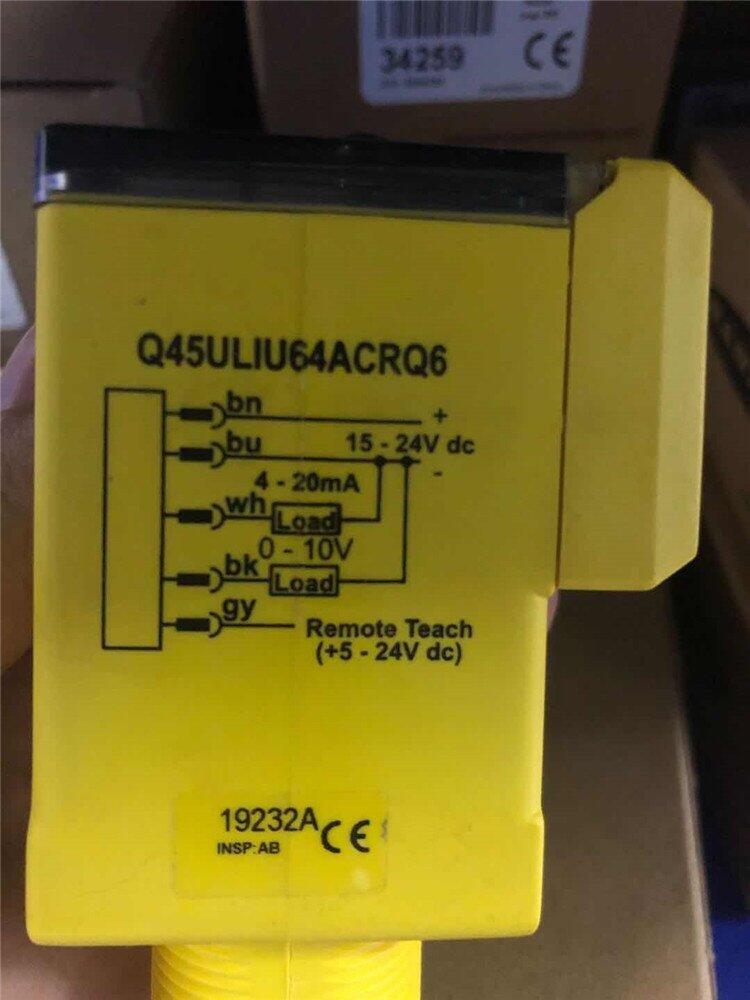 34259
CE
Q45ULIU64ACRQ6
bn
+
bu
15 - 24V dc
-
4 - 20mA
wh
Load
0 - 10V
bk
Load
gy
Remote Teach
(+5 - 24V dc)
19232A
CE
INSP:AB